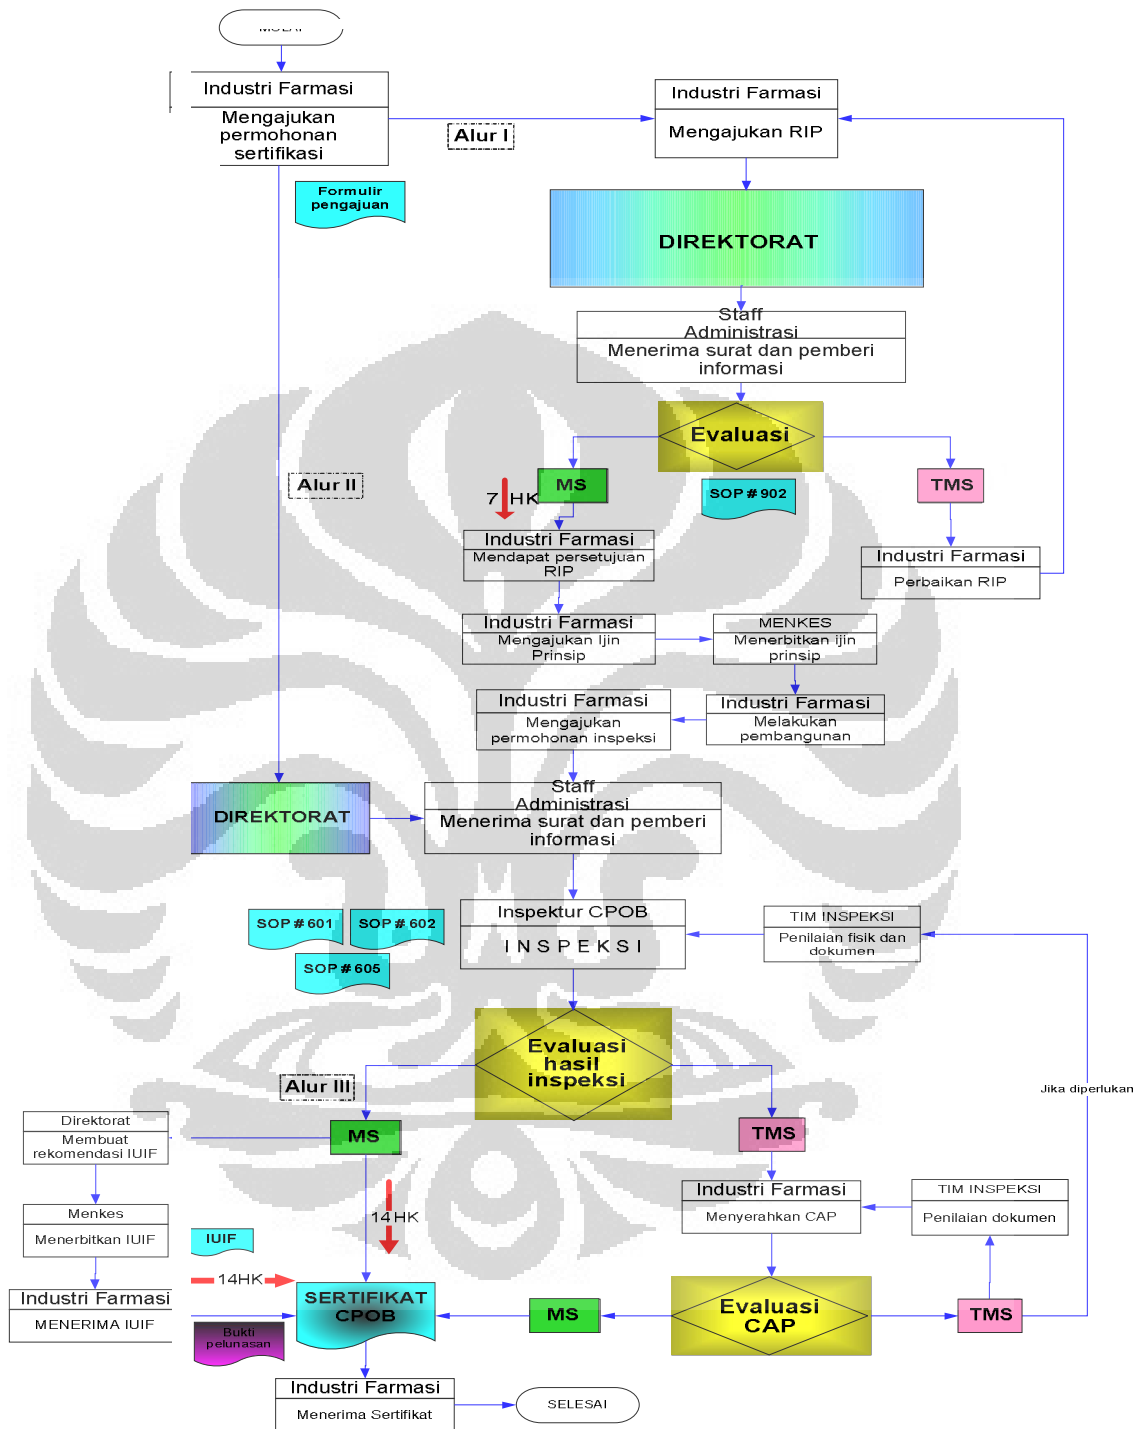 Industri Farmasi
Mengajukan
permohonan
sertifikasi
Alur I
Industri Farmasi
Mengajukan RIP
Formulir
pengajuan
DIREKTORAT
Staff
Administrasi
Menerima surat dan pemberi
informasi
Evaluasi
Alur II
MS
7 HK
SOP # 902
TMS
Industri Farmasi
Mendapat persetujuan
RIP
Industri Farmasi
Perbaikan RIP
Industri Farmasi
Mengajukan Ijin
Prinsip
MENKES
Menerbitkan ijin
prinsip
Industri Farmasi
Mengajukan
permohonan inspeksi
Industri Farmasi
Melakukan
pembangunan
DIREKTORAT
Staff
Administrasi
Menerima surat dan pemberi
informasi
SOP # 601
SOP # 602
SOP # 605
Inspektur CPOB
I N S P E K S I
TIM INSPEKSI
Penilaian fisik dan
dokumen
Evaluasi
hasil
inspeksi
Alur III
Jika diperlukan
MS
TMS
Direktorat
Membuat
rekomendasi IUIF
Industri Farmasi
Menyerahkan CAP
TIM INSPEKSI
Penilaian dokumen
Menkes
Menerbitkan IUIF
14 HK
IUIF
14HK
Industri Farmasi
MENERIMA IUIF
SERTIFIKAT
CPOB
Bukti
pelunasan
MS
Evaluasi
CAP
TMS
Industri Farmasi
Menerima Sertifikat
SELESAI